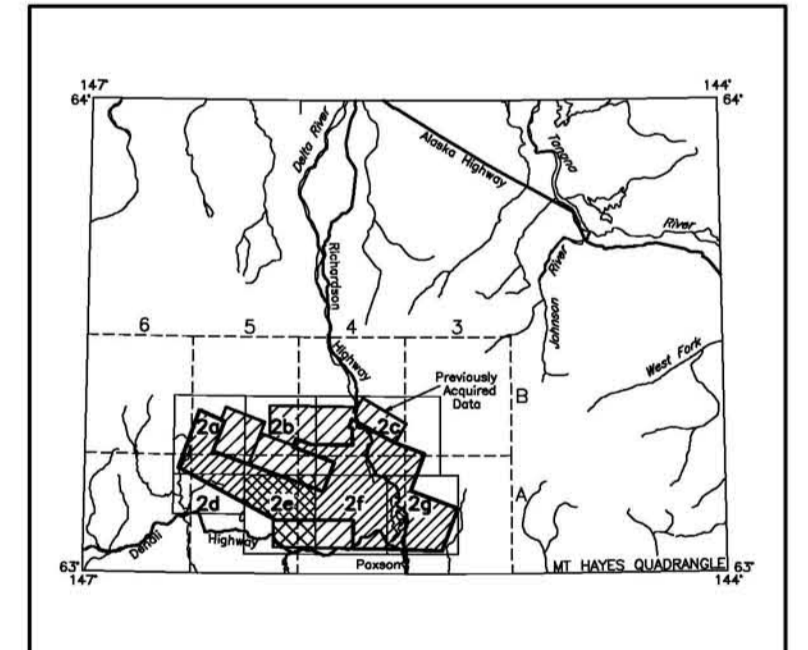 147° 144°
64° 64°
Delta River
Alaska Highway
Tanana
River
Richardson
River
Johnson
6 5 4 3
Highway
West Fork
Previously
Acquired
Data
B
2a 2b 2c
A
2d 2e 2f 2g
Denali
Highway
Paxson
MT HAYES QUADRANGLE
63° 63°
147° 144°